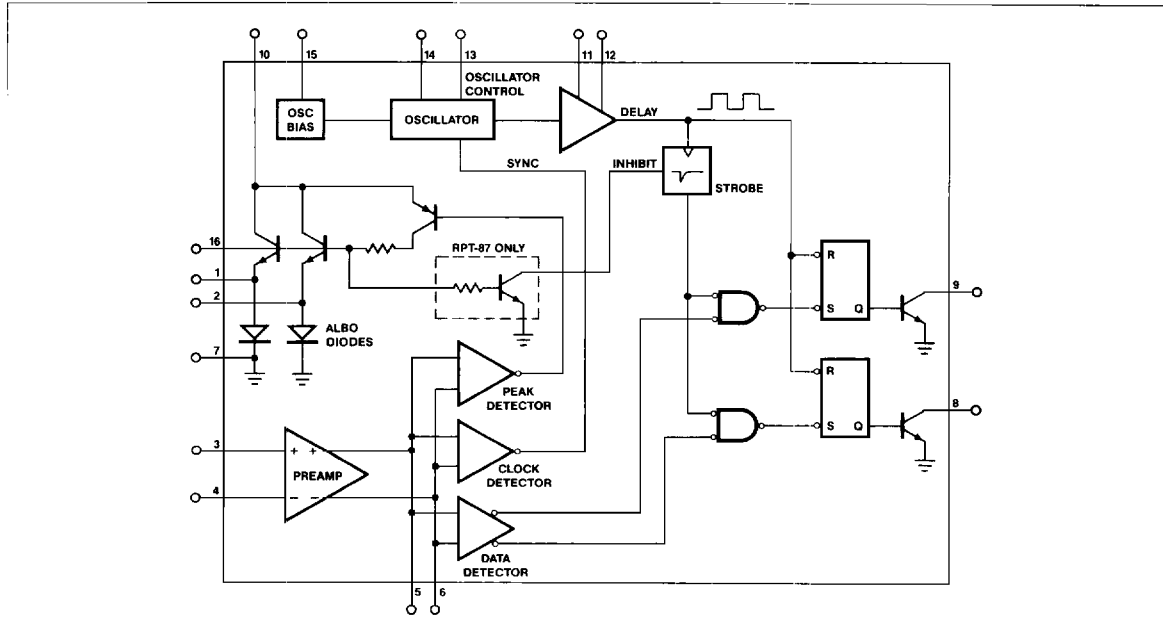 10
15
14
13
11
12
OSCILLATOR
CONTROL
OSC
BIAS
OSCILLATOR
DELAY
SYNC
INHIBIT
STROBE
16
RPT-87 ONLY
1
2
R
9
S Q
ALBO
DIODES
7
PEAK
DETECTOR
R
8
S Q
3
+ +
PREAMP
CLOCK
DETECTOR
4
- -
DATA
DETECTOR
5
6